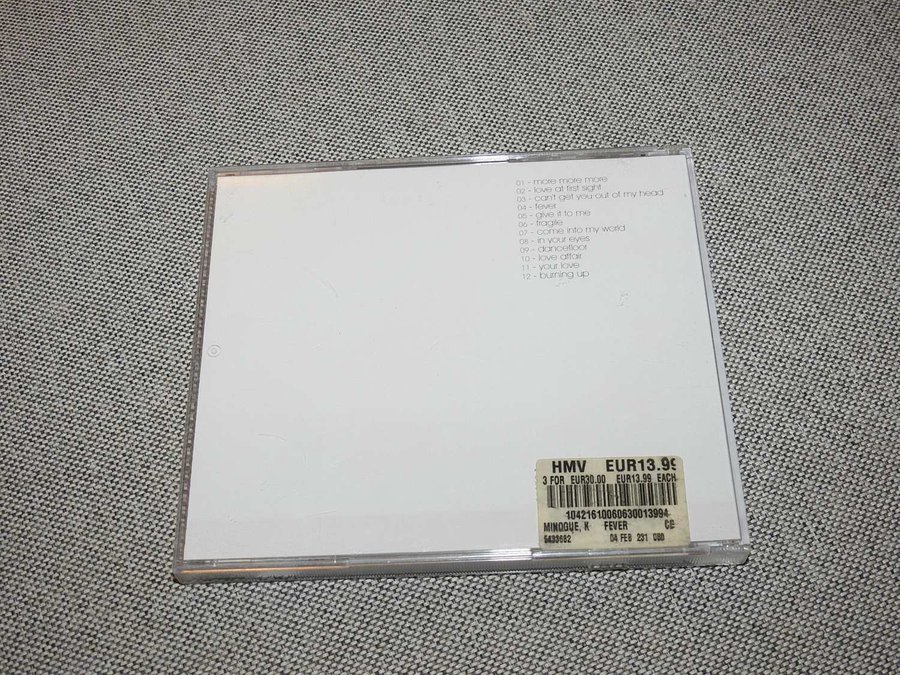 01 - more more more
02 - love at first sight
03 - can't get you out of my head
04 - fever
05 - give it to me
06 - fragile
07 - come into my world
08 - in your eyes
09 - dancefloor
10 - love affair
11 - your love
12 - burning up
HMV EUR13.99
3 FOR EUR30.00 EUR13.99 EACH
10421610060630013994
MINOGUE, K FEVER CD
04 FEB 231